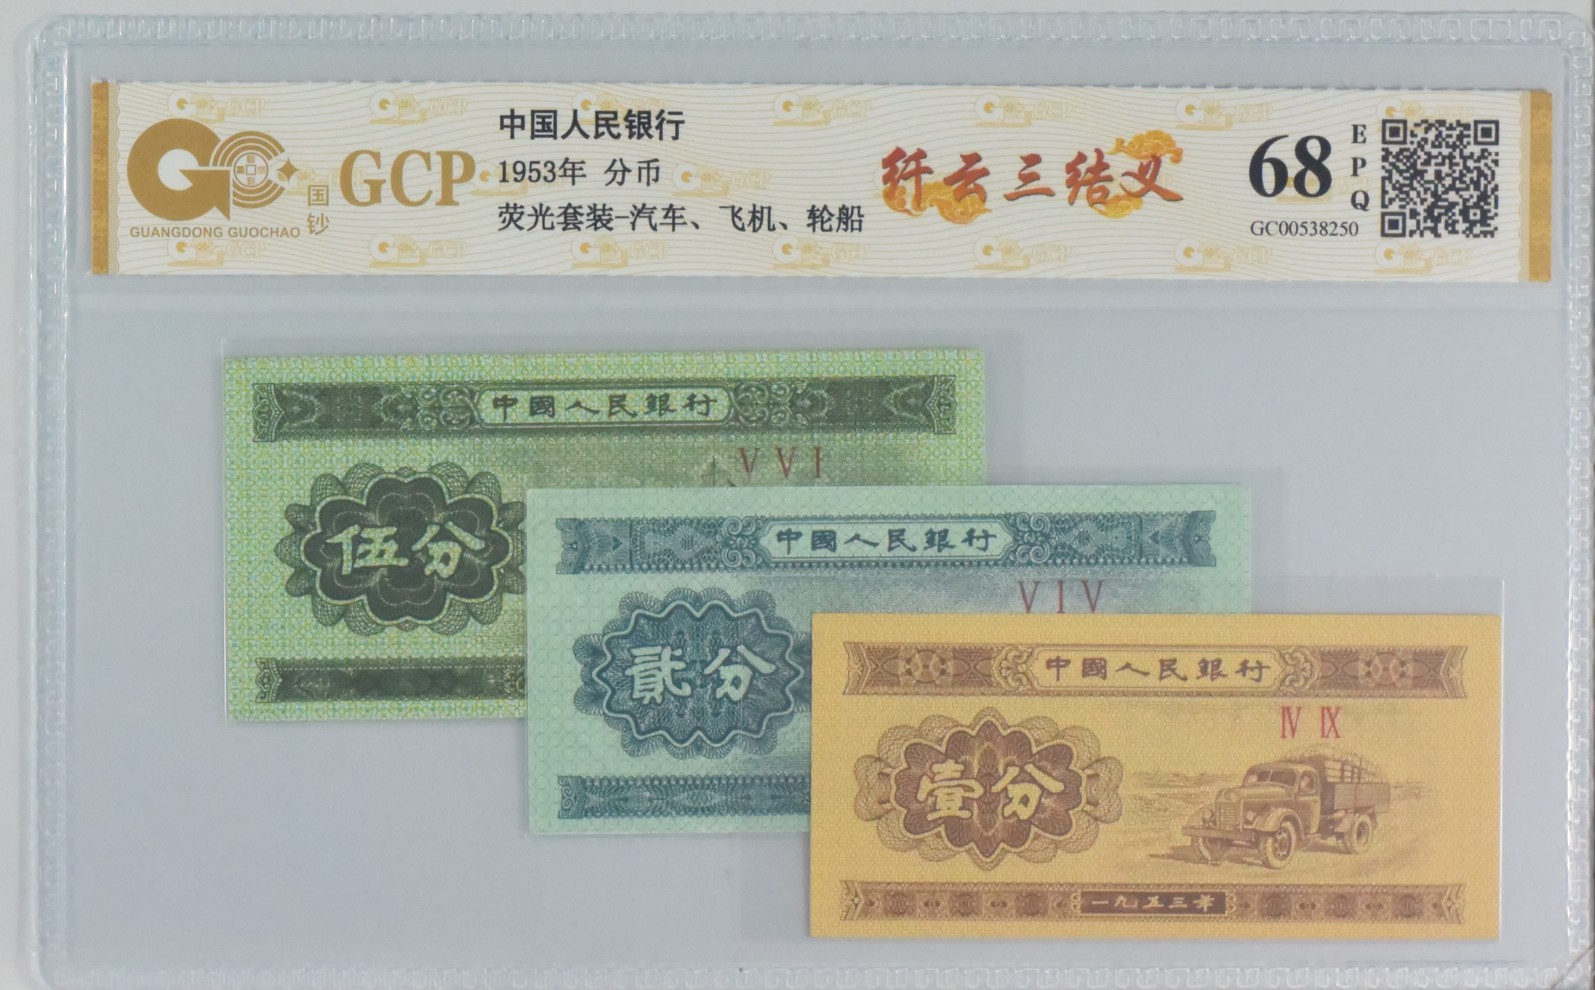 GCP
国
钞
GUANGDONG GUOCHAO
中国人民银行
1953年 分币
荧光套装-汽车、飞机、轮船
纤云三结义
68
E
P
Q
GC00538250
中國人民銀行
V V I
伍分
中國人民銀行
V I V
貳分
中國人民銀行
IV IX
壹分
一九五三年